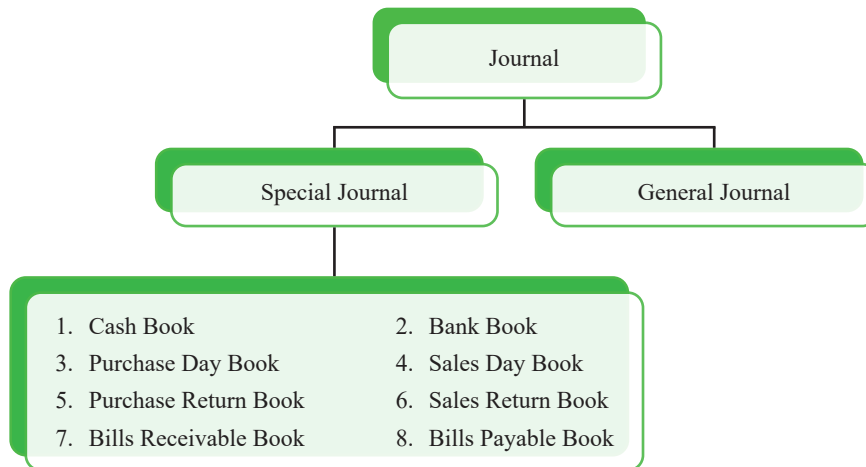 Journal
Special Journal
General Journal
1. Cash Book
2. Bank Book
3. Purchase Day Book
4. Sales Day Book
5. Purchase Return Book
6. Sales Return Book
7. Bills Receivable Book
8. Bills Payable Book